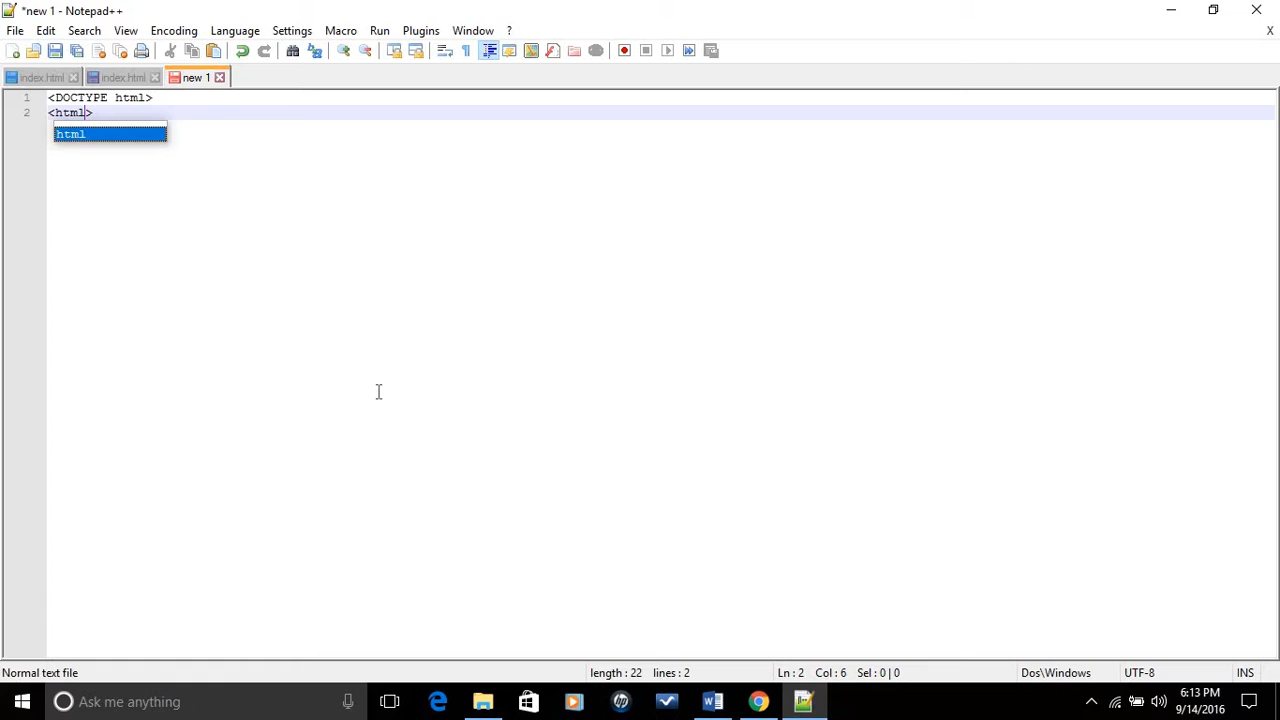 *new 1 - Notepad++
File Edit Search View Encoding Language Settings Macro Run Plugins Window ? X
index.html index.html new 1
1 <DOCTYPE html>
2 <html>
html
Normal text file length : 22 lines : 2 Ln : 2 Col : 6 Sel : 0 | 0 Dos\Windows UTF-8 INS
Ask me anything
6:13 PM
9/14/2016